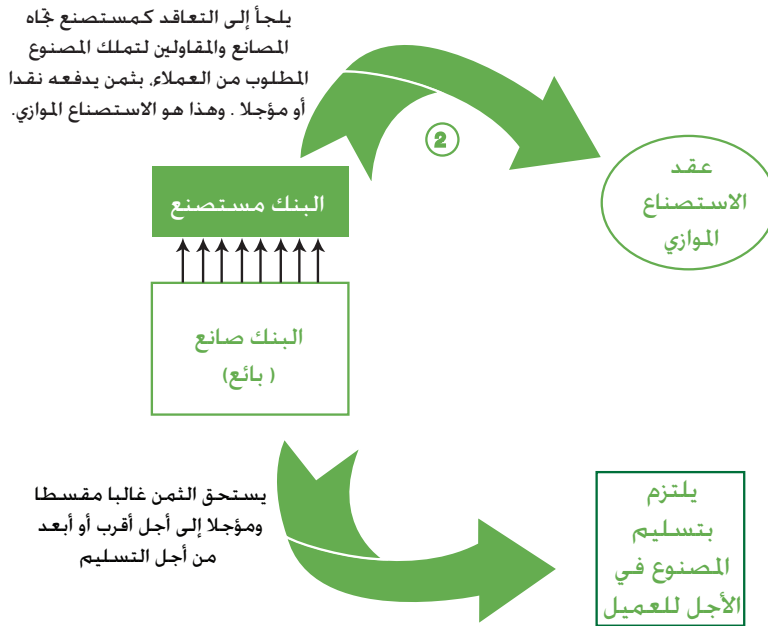 يلجأ إلى التعاقد كمستصنع تجاه
المصانع والمقاولين لتملك المصنوع
المطلوب من العملاء، بثمن يدفعه نقدا
أو مؤجلا . وهذا هو الاستصناع الموازي.
2
عقد
الاستصناع
الموازي
البنك مستصنع
البنك صانع
( بائع)
يستحق الثمن غالبا مقسطا
ومؤجلا إلى أجل أقرب أو أبعد
من أجل التسليم
يلتزم
بتسليم
المصنوع في
الأجل للعميل